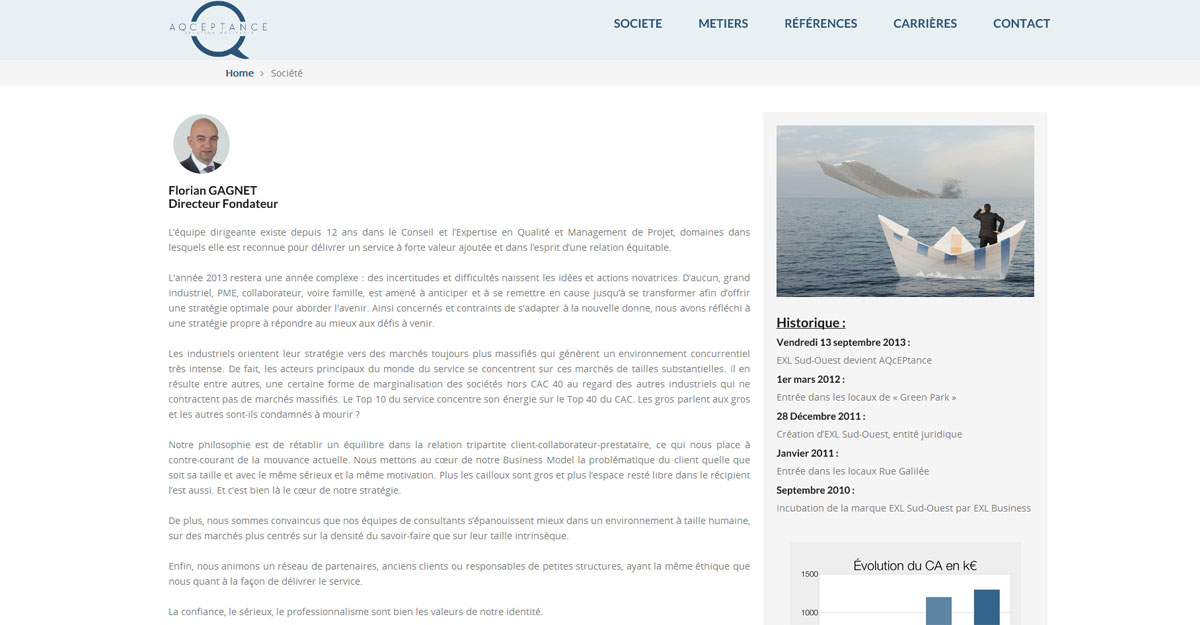 AQCEPTANCE
SOCIETE
METIERS
RÉFÉRENCES
CARRIÈRES
CONTACT
Home > Société
Florian GAGNET
Directeur Fondateur
L'équipe dirigeante existe depuis 12 ans dans le Conseil et l'Expertise en Qualité et Management de Projet, domaines dans
lesquels elle est reconnue pour délivrer un service à forte valeur ajoutée et dans l'esprit d'une relation équitable.
L'année 2013 restera une année complexe : des incertitudes et difficultés naissent les idées et actions novatrices. D'aucun, grand
industriel, PME, collaborateur, voire famille, est amené à anticiper et à se remettre en cause jusqu'à se transformer afin d'offrir
une stratégie optimale pour aborder l'avenir. Ainsi concernés et contraints de s'adapter à la nouvelle donne, nous avons réfléchi à
une stratégie propre à répondre au mieux aux défis à venir.
Les industriels orientent leur stratégie vers des marchés toujours plus massifiés qui génèrent un environnement concurrentiel
très intense. De fait, les acteurs principaux du monde du service se concentrent sur ces marchés de tailles substantielles. Il en
résulte entre autres, une certaine forme de marginalisation des sociétés hors CAC 40 au regard des autres industriels qui ne
contractent pas de marchés massifiés. Le Top 10 du service concentre son énergie sur le Top 40 du CAC. Les gros parlent aux gros
et les autres sont-ils condamnés à mourir ?
Notre philosophie est de rétablir un équilibre dans la relation tripartite client-collaborateur-prestataire, ce qui nous place à
contre-courant de la mouvance actuelle. Nous mettons au cœur de notre Business Model la problématique du client quelle que
soit sa taille et avec le même sérieux et la même motivation. Plus les cailloux sont gros et plus l'espace resté libre dans le récipient
l'est aussi. Et c'est bien là le cœur de notre stratégie.
De plus, nous sommes convaincus que nos équipes de consultants s'épanouissent mieux dans un environnement à taille humaine,
sur des marchés plus centrés sur la densité du savoir-faire que sur leur taille intrinsèque.
Enfin, nous animons un réseau de partenaires, anciens clients ou responsables de petites structures, ayant la même éthique que
nous quant à la façon de délivrer le service.
La confiance, le sérieux, le professionnalisme sont bien les valeurs de notre identité.
Historique :
Vendredi 13 septembre 2013 :
EXL Sud-Ouest devient AQcEPtance
1er mars 2012 :
Entrée dans les locaux de « Green Park »
28 Décembre 2011 :
Création d'EXL Sud-Ouest, entité juridique
Janvier 2011 :
Entrée dans les locaux Rue Galilée
Septembre 2010 :
Incubation de la marque EXL Sud-Ouest par EXL Business
Évolution du CA en k€
1500
1000